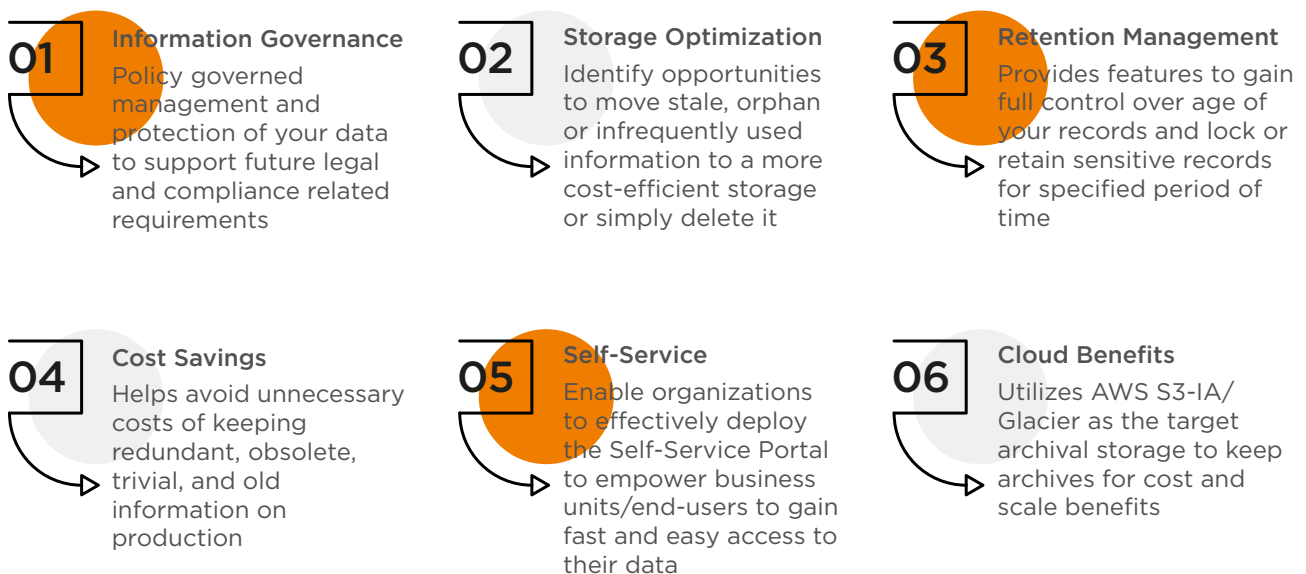 01
Information Governance
Policy governed
management and
protection of your data
to support future legal
and compliance related
requirements
02
Storage Optimization
Identify opportunities
to move stale, orphan
or infrequently used
information to a more
cost-efficient storage
or simply delete it
03
Retention Management
Provides features to gain
full control over age of
your records and lock or
retain sensitive records
for specified period of
time
04
Cost Savings
Helps avoid unnecessary
costs of keeping
redundant, obsolete,
trivial, and old
information on
production
05
Self-Service
Enable organizations
to effectively deploy
the Self-Service Portal
to empower business
units/end-users to gain
fast and easy access to
their data
06
Cloud Benefits
Utilizes AWS S3-IA/
Glacier as the target
archival storage to keep
archives for cost and
scale benefits